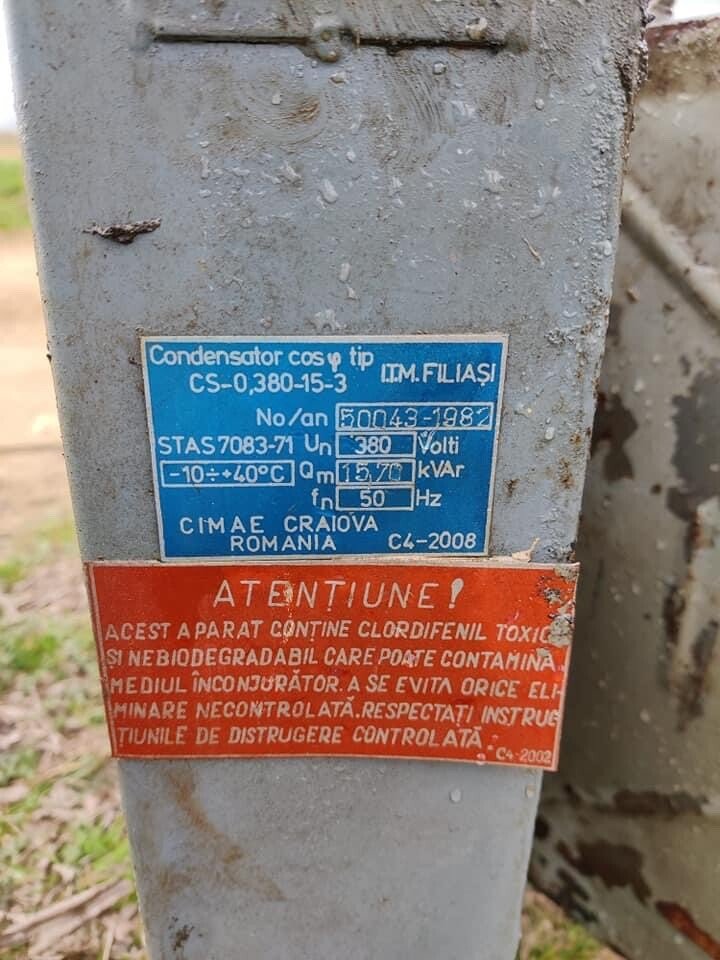 Condensator cos φ tip
CS-0,380-15-3 I.T.M. FILIAȘI
No/an 50043-1982
STAS 7083-71 Un 380 Volti
-10÷+40°C Qm 15,70 kVAr
fn 50 Hz
CIMAE CRAIOVA
ROMANIA C4-2008
ATENȚIUNE!
ACEST APARAT CONȚINE CLORDIFENIL TOXIC
ȘI NEBIODEGRADABIL CARE POATE CONTAMINA
MEDIUL ÎNCONJURĂTOR. A SE EVITA ORICE ELI-
MINARE NECONTROLATĂ. RESPECTAȚI INSTRUC
ȚIUNILE DE DISTRUGERE CONTROLATĂ.
C4-2002